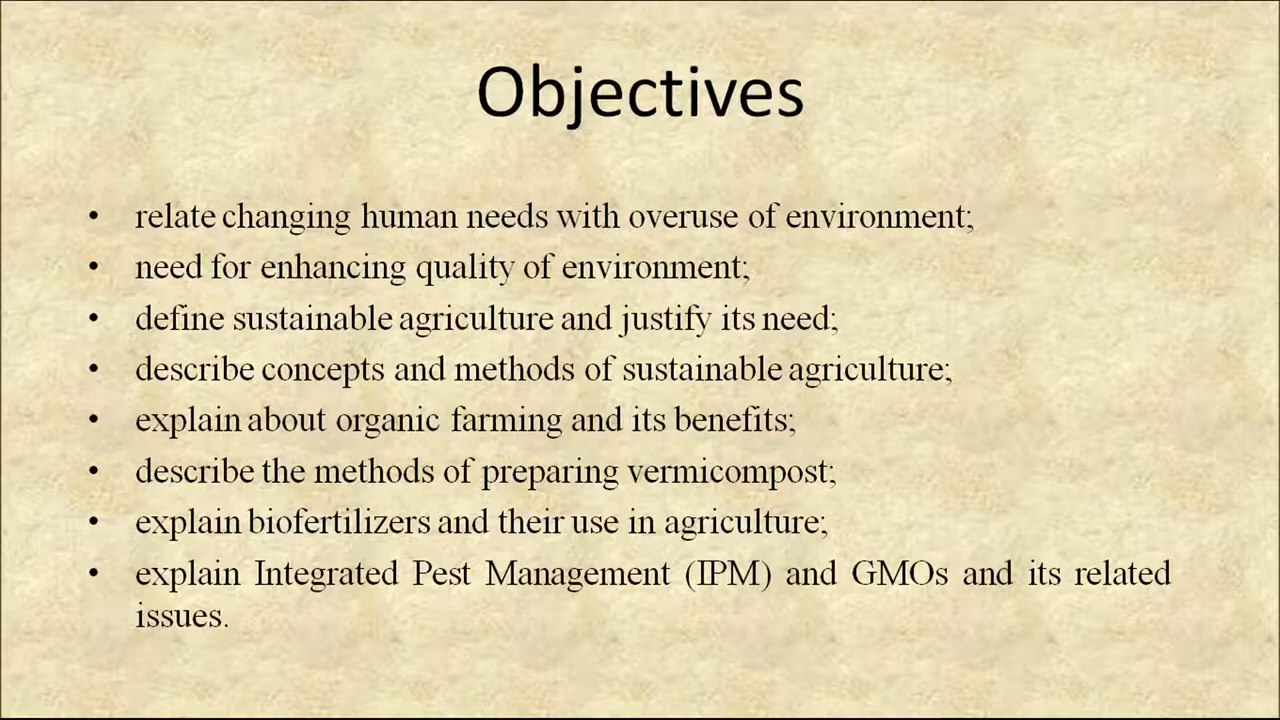 Objectives
• relate changing human needs with overuse of environment;
• need for enhancing quality of environment;
• define sustainable agriculture and justify its need;
• describe concepts and methods of sustainable agriculture;
• explain about organic farming and its benefits;
• describe the methods of preparing vermicompost;
• explain biofertilizers and their use in agriculture;
• explain Integrated Pest Management (IPM) and GMOs and its related
issues.